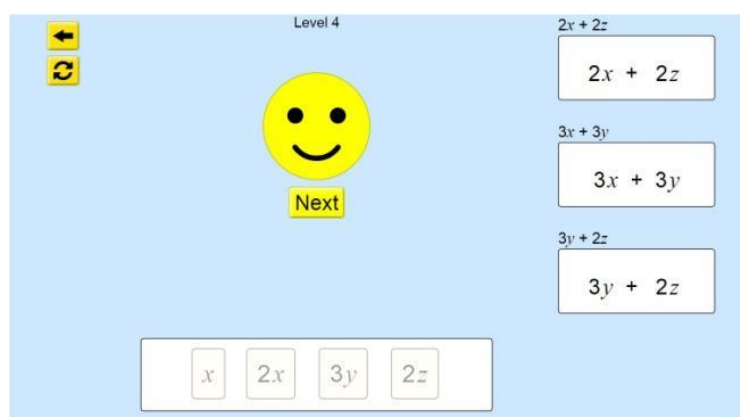 Level 4
Next
2x + 2z
2x + 2z
3x + 3y
3x + 3y
3y + 2z
3y + 2z
x 2x 3y 2z